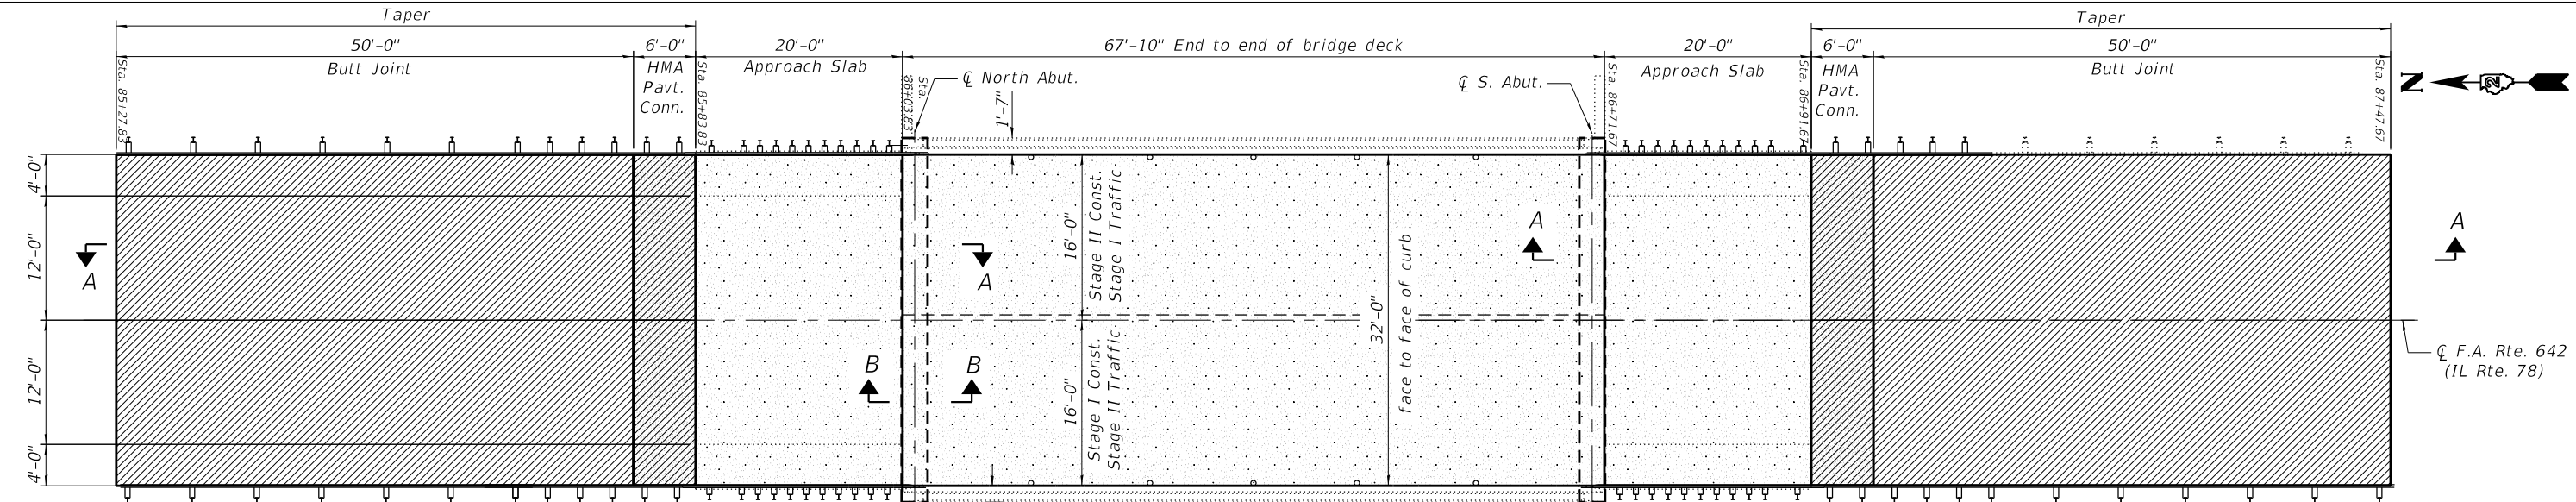 Taper
Taper
50'-0"
6'-0"
20'-0"
67'-10" End to end of bridge deck
20'-0"
6'-0"
50'-0"
Butt Joint
HMA
Pavt.
Conn.
Approach Slab
℄ North Abut.
℄ S. Abut.
Approach Slab
HMA
Pavt.
Conn.
Butt Joint
N
Sta. 85+27.83
Sta. 85+83.83
Sta.
86+03.83
1'-7"
Sta. 86+71.67
Sta. 86+91.67
Sta. 87+47.67
4'-0"
12'-0"
12'-0"
4'-0"
A
A
A
A
B
B
16'-0"
Stage II Const.
Stage I Traffic
16'-0"
Stage I Const.
Stage II Traffic
32'-0"
face to face of curb
℄ F.A. Rte. 642
(IL Rte. 78)